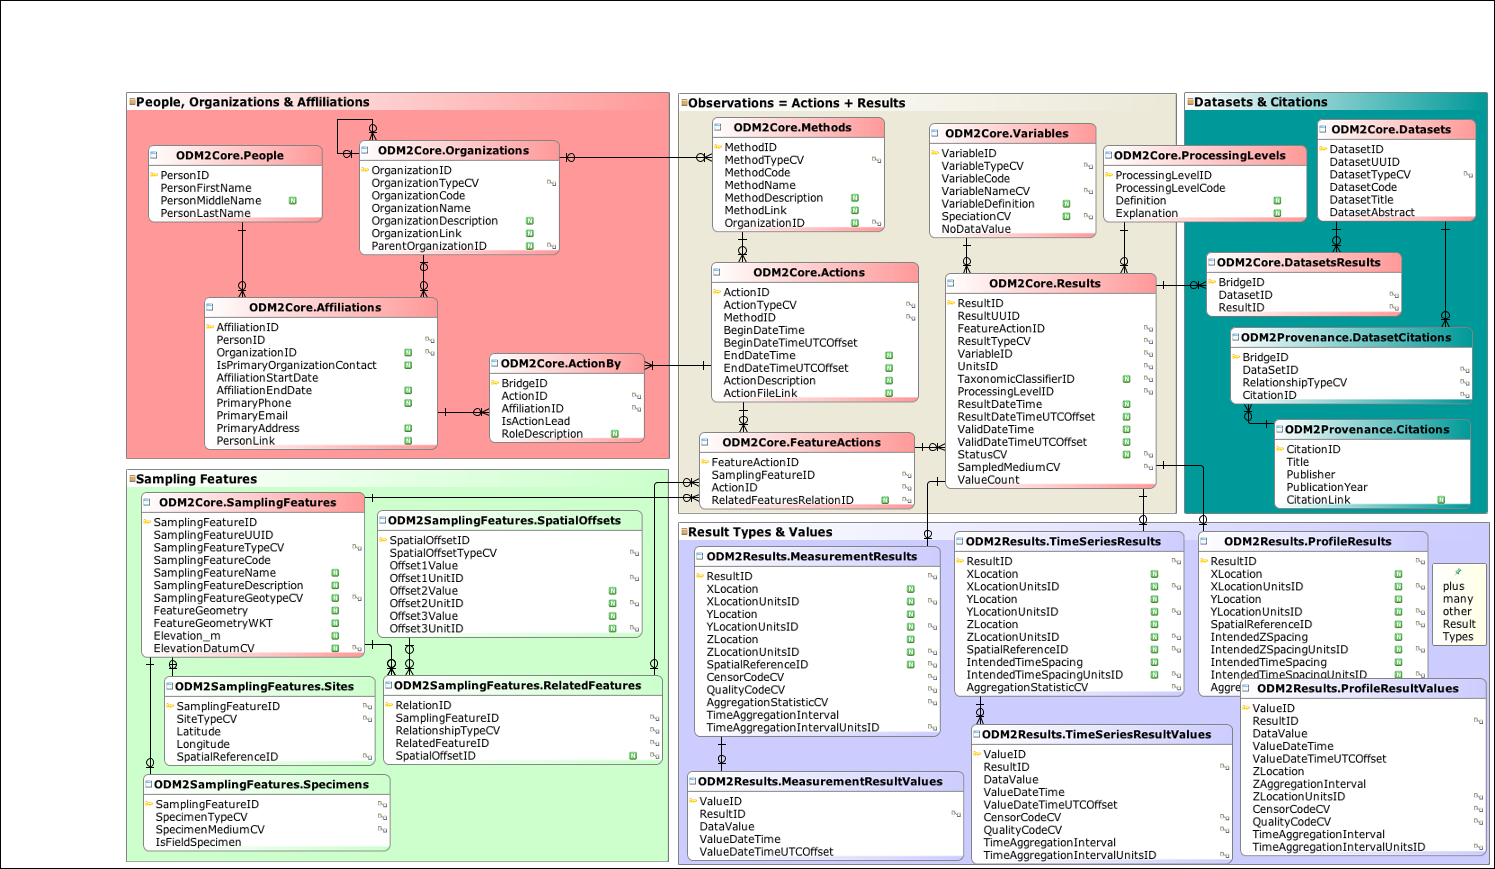 People, Organizations & Affliliations
ODM2Core.People
PersonID
PersonFirstName
PersonMiddleName N
PersonLastName
ODM2Core.Organizations
OrganizationID
OrganizationTypeCV
OrganizationCode
OrganizationName
OrganizationDescription N
OrganizationLink N
ParentOrganizationID N
ODM2Core.Affiliations
AffiliationID
PersonID
OrganizationID N
IsPrimaryOrganizationContact N
AffiliationStartDate
AffiliationEndDate N
PrimaryPhone N
PrimaryEmail
PrimaryAddress N
PersonLink N
ODM2Core.ActionBy
BridgeID
ActionID
AffiliationID
IsActionLead
RoleDescription N
Observations = Actions + Results
ODM2Core.Methods
MethodID
MethodTypeCV
MethodCode
MethodName
MethodDescription N
MethodLink N
OrganizationID N
ODM2Core.Variables
VariableID
VariableTypeCV
VariableCode
VariableNameCV
VariableDefinition N
SpeciationCV N
NoDataValue
ODM2Core.ProcessingLevels
ProcessingLevelID
ProcessingLevelCode
Definition N
Explanation N
ODM2Core.Actions
ActionID
ActionTypeCV
MethodID
BeginDateTime
BeginDateTimeUTCOffset
EndDateTime N
EndDateTimeUTCOffset N
ActionDescription N
ActionFileLink N
ODM2Core.Results
ResultID
ResultUUID
FeatureActionID
ResultTypeCV
VariableID
UnitsID
TaxonomicClassifierID N
ProcessingLevelID
ResultDateTime N
ResultDateTimeUTCOffset N
ValidDateTime N
ValidDateTimeUTCOffset N
StatusCV N
SampledMediumCV
ValueCount
ODM2Core.FeatureActions
FeatureActionID
SamplingFeatureID
ActionID
RelatedFeaturesRelationID N
Datasets & Citations
ODM2Core.Datasets
DatasetID
DatasetUUID
DatasetTypeCV
DatasetCode
DatasetTitle
DatasetAbstract
ODM2Core.DatasetsResults
BridgeID
DatasetID
ResultID
ODM2Provenance.DatasetCitations
BridgeID
DataSetID
RelationshipTypeCV
CitationID
ODM2Provenance.Citations
CitationID
Title
Publisher
PublicationYear
CitationLink N
Sampling Features
ODM2Core.SamplingFeatures
SamplingFeatureID
SamplingFeatureUUID
SamplingFeatureTypeCV
SamplingFeatureCode
SamplingFeatureName N
SamplingFeatureDescription N
SamplingFeatureGeotypeCV N
FeatureGeometry N
FeatureGeometryWKT N
Elevation_m N
ElevationDatumCV N
ODM2SamplingFeatures.SpatialOffsets
SpatialOffsetID
SpatialOffsetTypeCV
Offset1Value
Offset1UnitID
Offset2Value N
Offset2UnitID N
Offset3Value N
Offset3UnitID N
ODM2SamplingFeatures.Sites
SamplingFeatureID
SiteTypeCV
Latitude
Longitude
SpatialReferenceID
ODM2SamplingFeatures.RelatedFeatures
RelationID
SamplingFeatureID
RelationshipTypeCV
RelatedFeatureID
SpatialOffsetID N
ODM2SamplingFeatures.Specimens
SamplingFeatureID
SpecimenTypeCV
SpecimenMediumCV
IsFieldSpecimen
Result Types & Values
ODM2Results.MeasurementResults
ResultID
XLocation N
XLocationUnitsID N
YLocation N
YLocationUnitsID N
ZLocation N
ZLocationUnitsID N
SpatialReferenceID N
CensorCodeCV
QualityCodeCV
AggregationStatisticCV
TimeAggregationInterval
TimeAggregationIntervalUnitsID
ODM2Results.MeasurementResultValues
ValueID
ResultID
DataValue
ValueDateTime
ValueDateTimeUTCOffset
ODM2Results.TimeSeriesResults
ResultID
XLocation N
XLocationUnitsID N
YLocation N
YLocationUnitsID N
ZLocation N
ZLocationUnitsID N
SpatialReferenceID N
IntendedTimeSpacing N
IntendedTimeSpacingUnitsID N
AggregationStatisticCV
ODM2Results.TimeSeriesResultValues
ValueID
ResultID
DataValue
ValueDateTime
ValueDateTimeUTCOffset
CensorCodeCV
QualityCodeCV
TimeAggregationInterval
TimeAggregationIntervalUnitsID
ODM2Results.ProfileResults
ResultID
XLocation N
XLocationUnitsID N
YLocation N
YLocationUnitsID N
SpatialReferenceID N
IntendedZSpacing N
IntendedZSpacingUnitsID N
IntendedTimeSpacing N
IntendedTimeSpacingUnitsID N
Aggre
plus
many
other
Result
Types
ODM2Results.ProfileResultValues
ValueID
ResultID
DataValue
ValueDateTime
ValueDateTimeUTCOffset
ZLocation
ZAggregationInterval
ZLocationUnitsID
CensorCodeCV
QualityCodeCV
TimeAggregationInterval
TimeAggregationIntervalUnitsID